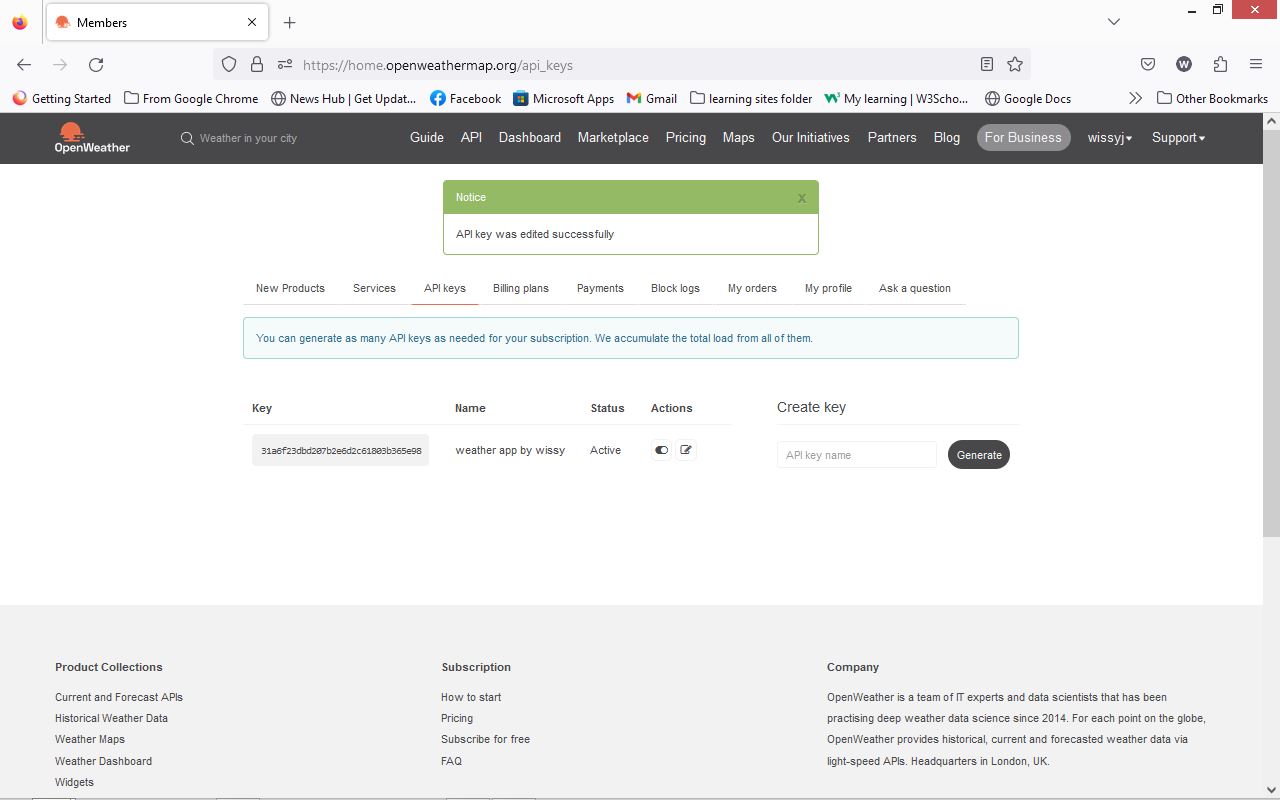 Members
https://home.openweathermap.org/api_keys
W
Getting Started From Google Chrome News Hub | Get Updat... Facebook Microsoft Apps Gmail learning sites folder My learning | W3Scho... Google Docs Other Bookmarks
OpenWeather Weather in your city Guide API Dashboard Marketplace Pricing Maps Our Initiatives Partners Blog For Business wissyj Support
Notice x
API key was edited successfully
New Products Services API keys Billing plans Payments Block logs My orders My profile Ask a question
You can generate as many API keys as needed for your subscription. We accumulate the total load from all of them.
Key Name Status Actions Create key
31a6f23dbd207b2e6d2c61803b365e98 weather app by wissy Active API key name Generate
Product Collections Subscription Company
Current and Forecast APIs How to start OpenWeather is a team of IT experts and data scientists that has been
Historical Weather Data Pricing practising deep weather data science since 2014. For each point on the globe,
Weather Maps Subscribe for free OpenWeather provides historical, current and forecasted weather data via
Weather Dashboard FAQ light-speed APIs. Headquarters in London, UK.
Widgets